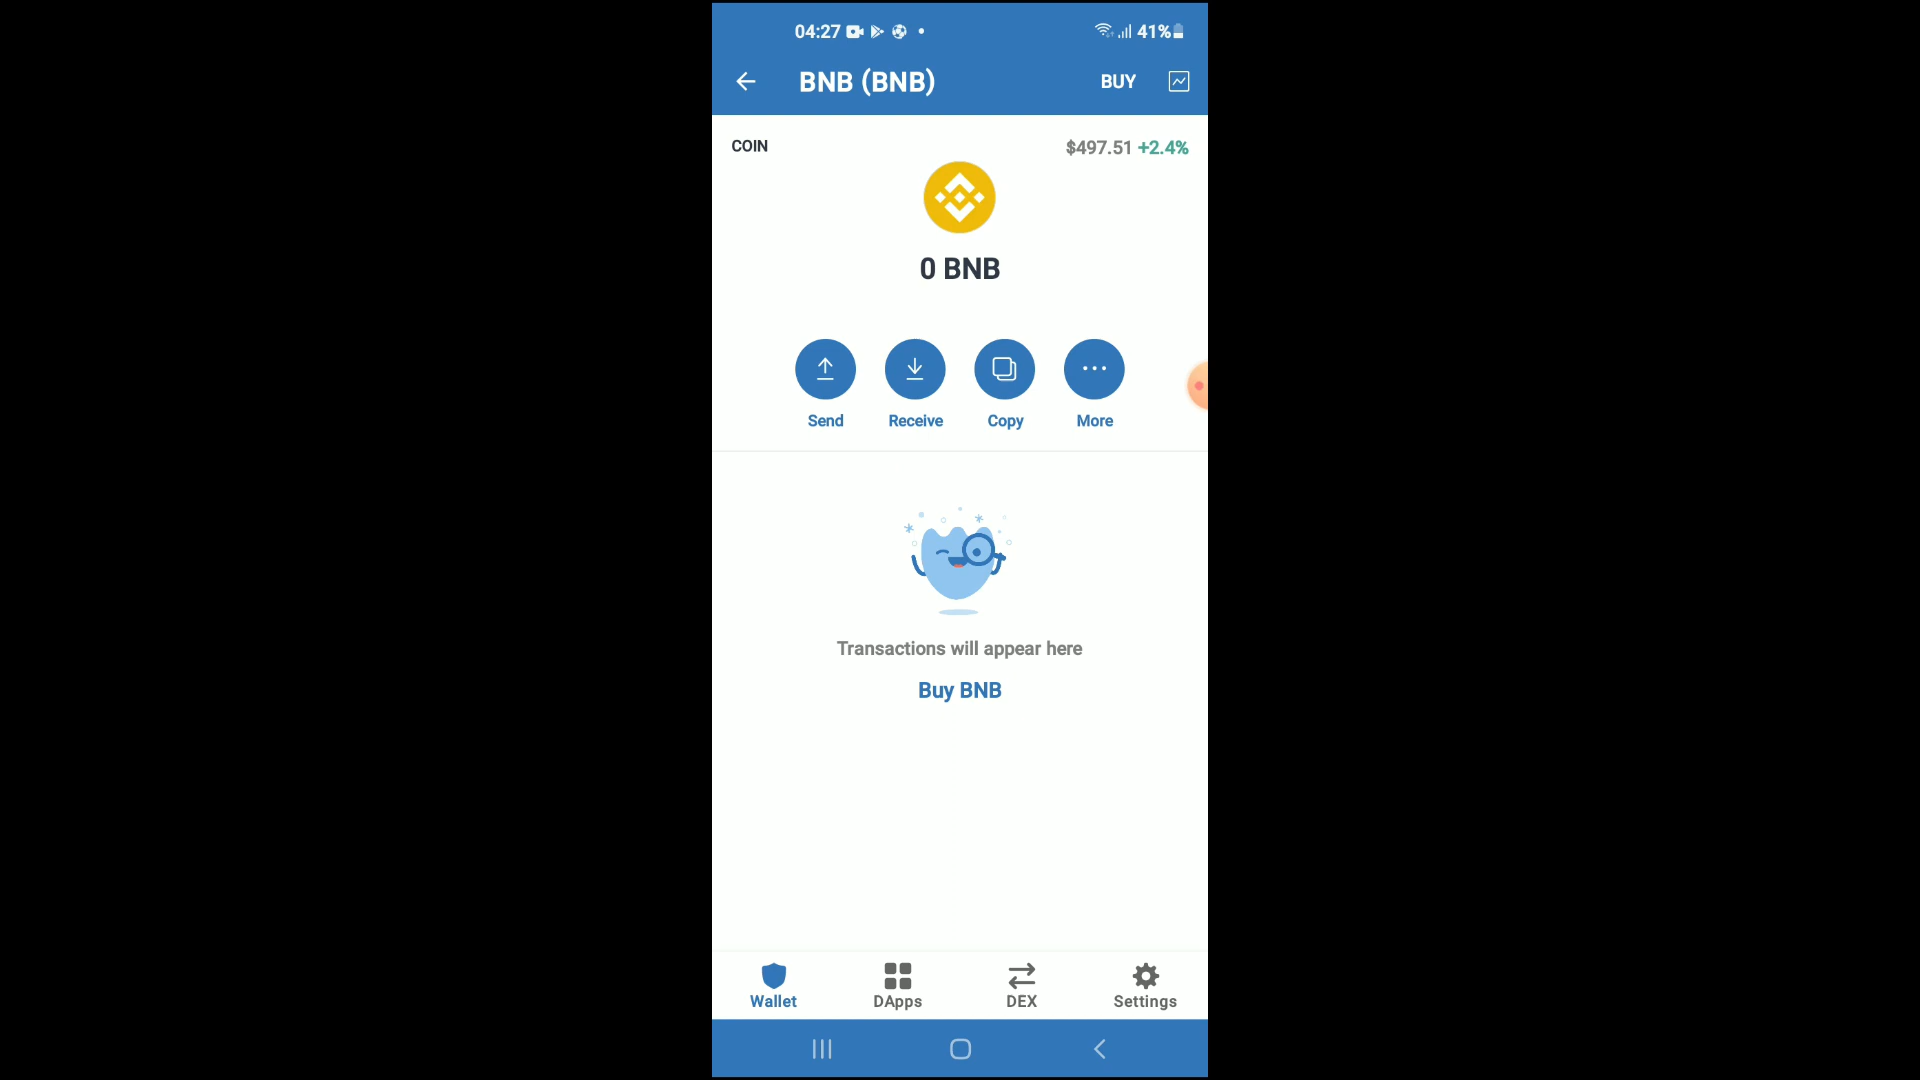 04:27 41%
BNB (BNB) BUY
COIN $497.51 +2.4%
0 BNB
Send Receive Copy More
Transactions will appear here
Buy BNB
Wallet DApps DEX Settings